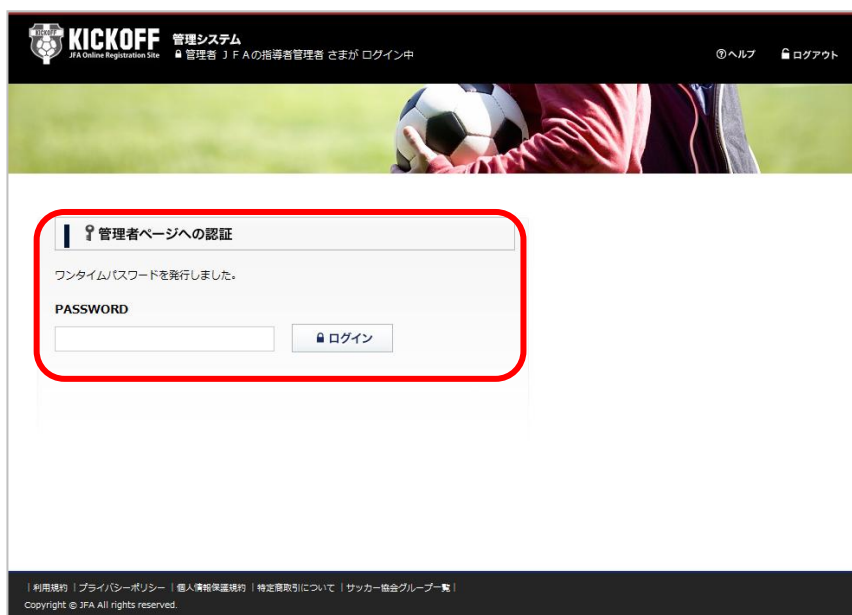 KICKOFF
KICKOFF 管理システム
JFA Online Registration Site 管理者 JFAの指導者管理者 さまが ログイン中
?ヘルプ ログアウト
管理者ページへの認証
ワンタイムパスワードを発行しました。
PASSWORD
ログイン
|利用規約|プライバシーポリシー|個人情報保護規約|特定商取引について|サッカー協会グループ一覧|
Copyright © JFA All rights reserved.